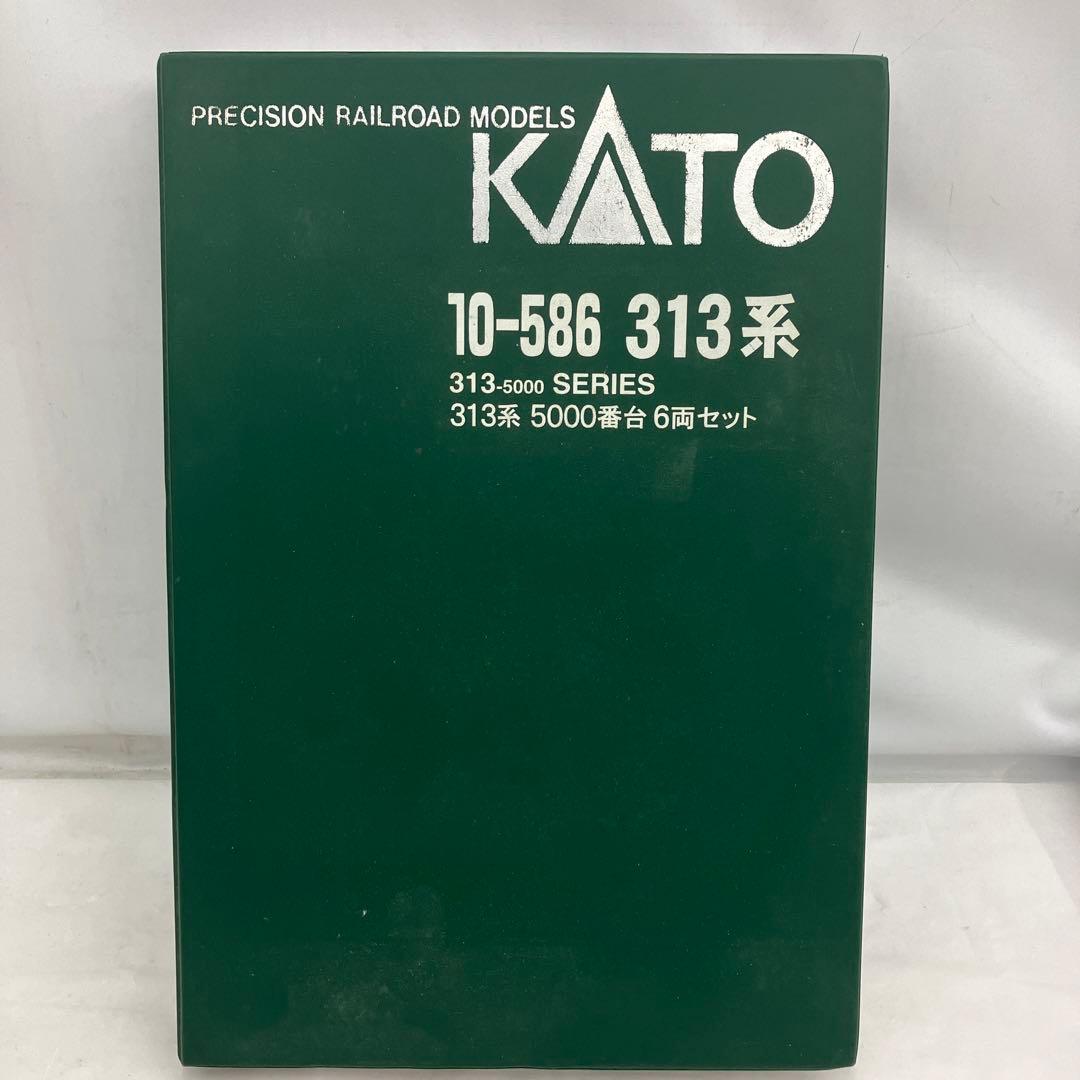 PRECISION RAILROAD MODELS
KATO
10-586 313系
313-5000 SERIES
313系 5000番台 6両セット